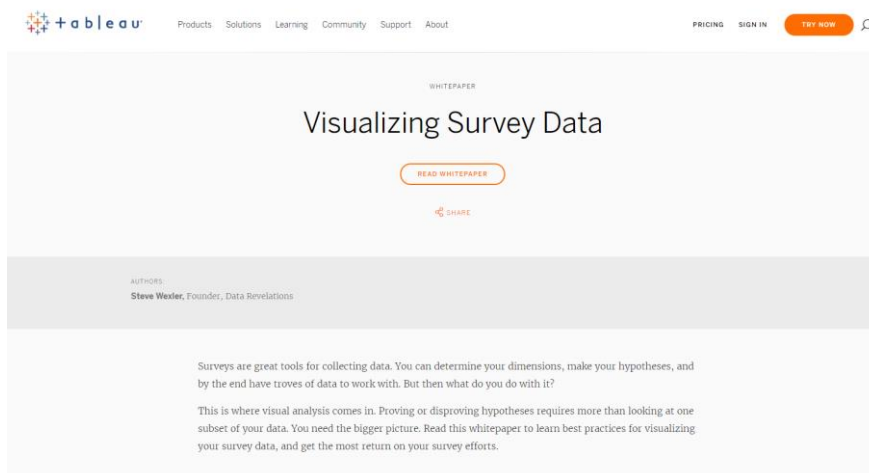 + a b | e a u
Products Solutions Learning Community Support About PRICING SIGN IN TRY NOW
WHITEPAPER
Visualizing Survey Data
READ WHITEPAPER
SHARE
AUTHORS:
Steve Wexler, Founder, Data Revelations
Surveys are great tools for collecting data. You can determine your dimensions, make your hypotheses, and
by the end have troves of data to work with. But then what do you do with it?
This is where visual analysis comes in. Proving or disproving hypotheses requires more than looking at one
subset of your data. You need the bigger picture. Read this whitepaper to learn best practices for visualizing
your survey data, and get the most return on your survey efforts.